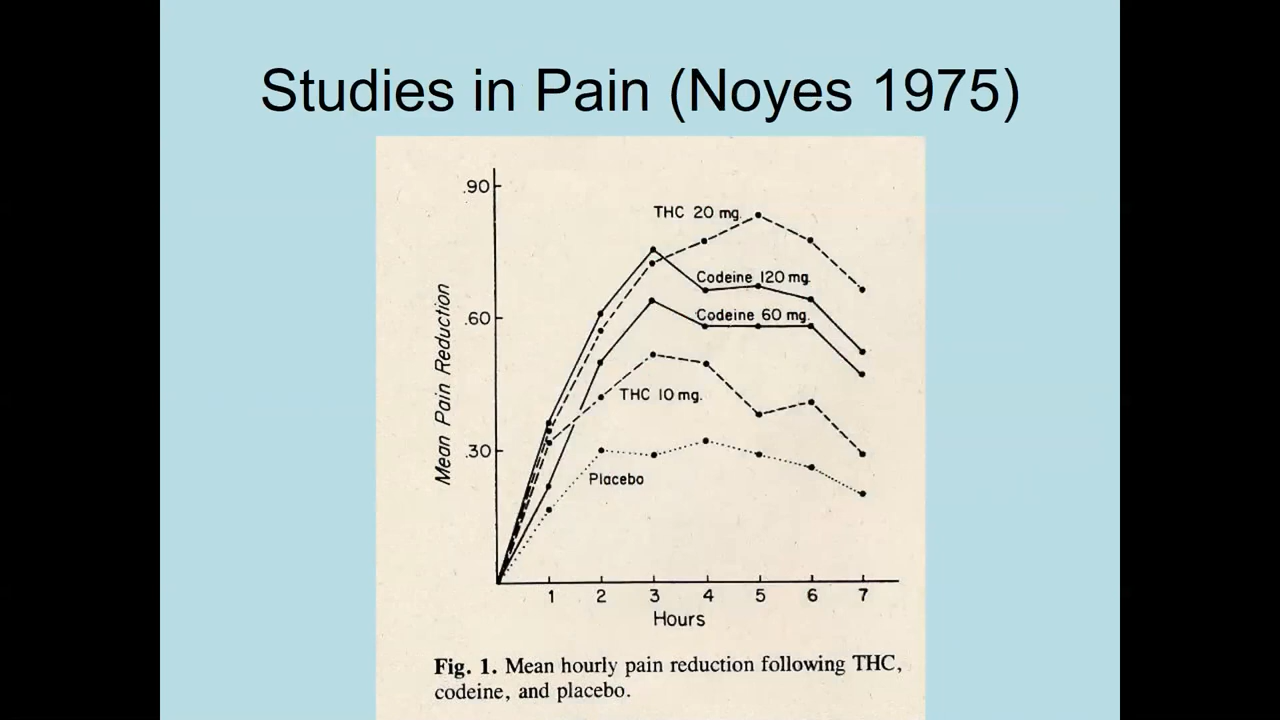 Studies in Pain (Noyes 1975)
.90
THC 20 mg.
Codeine 120 mg.
.60
Codeine 60 mg.
Mean Pain Reduction
THC 10 mg.
.30
Placebo
1 2 3 4 5 6 7
Hours
Fig. 1. Mean hourly pain reduction following THC,
codeine, and placebo.